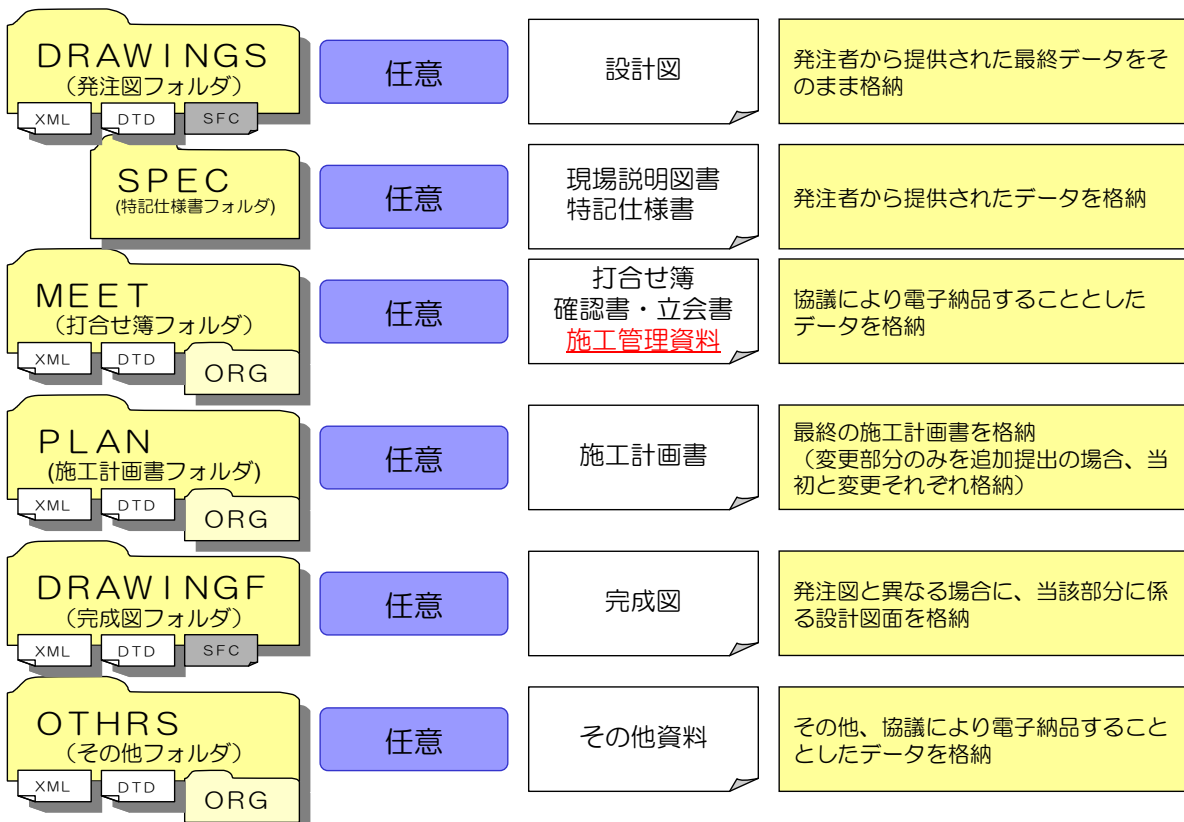 DRAWINGS
（発注図フォルダ）
XML
DTD
SFC
任意
設計図
発注者から提供された最終データをそ
のまま格納
SPEC
(特記仕様書フォルダ)
任意
現場説明図書
特記仕様書
発注者から提供されたデータを格納
MEET
（打合せ簿フォルダ）
XML
DTD
ORG
任意
打合せ簿
確認書・立会書
施工管理資料
協議により電子納品することとした
データを格納
PLAN
(施工計画書フォルダ)
XML
DTD
ORG
任意
施工計画書
最終の施工計画書を格納
（変更部分のみを追加提出の場合、当
初と変更それぞれ格納）
DRAWINGF
（完成図フォルダ）
XML
DTD
SFC
任意
完成図
発注図と異なる場合に、当該部分に係
る設計図面を格納
OTHRS
（その他フォルダ）
XML
DTD
ORG
任意
その他資料
その他、協議により電子納品すること
としたデータを格納